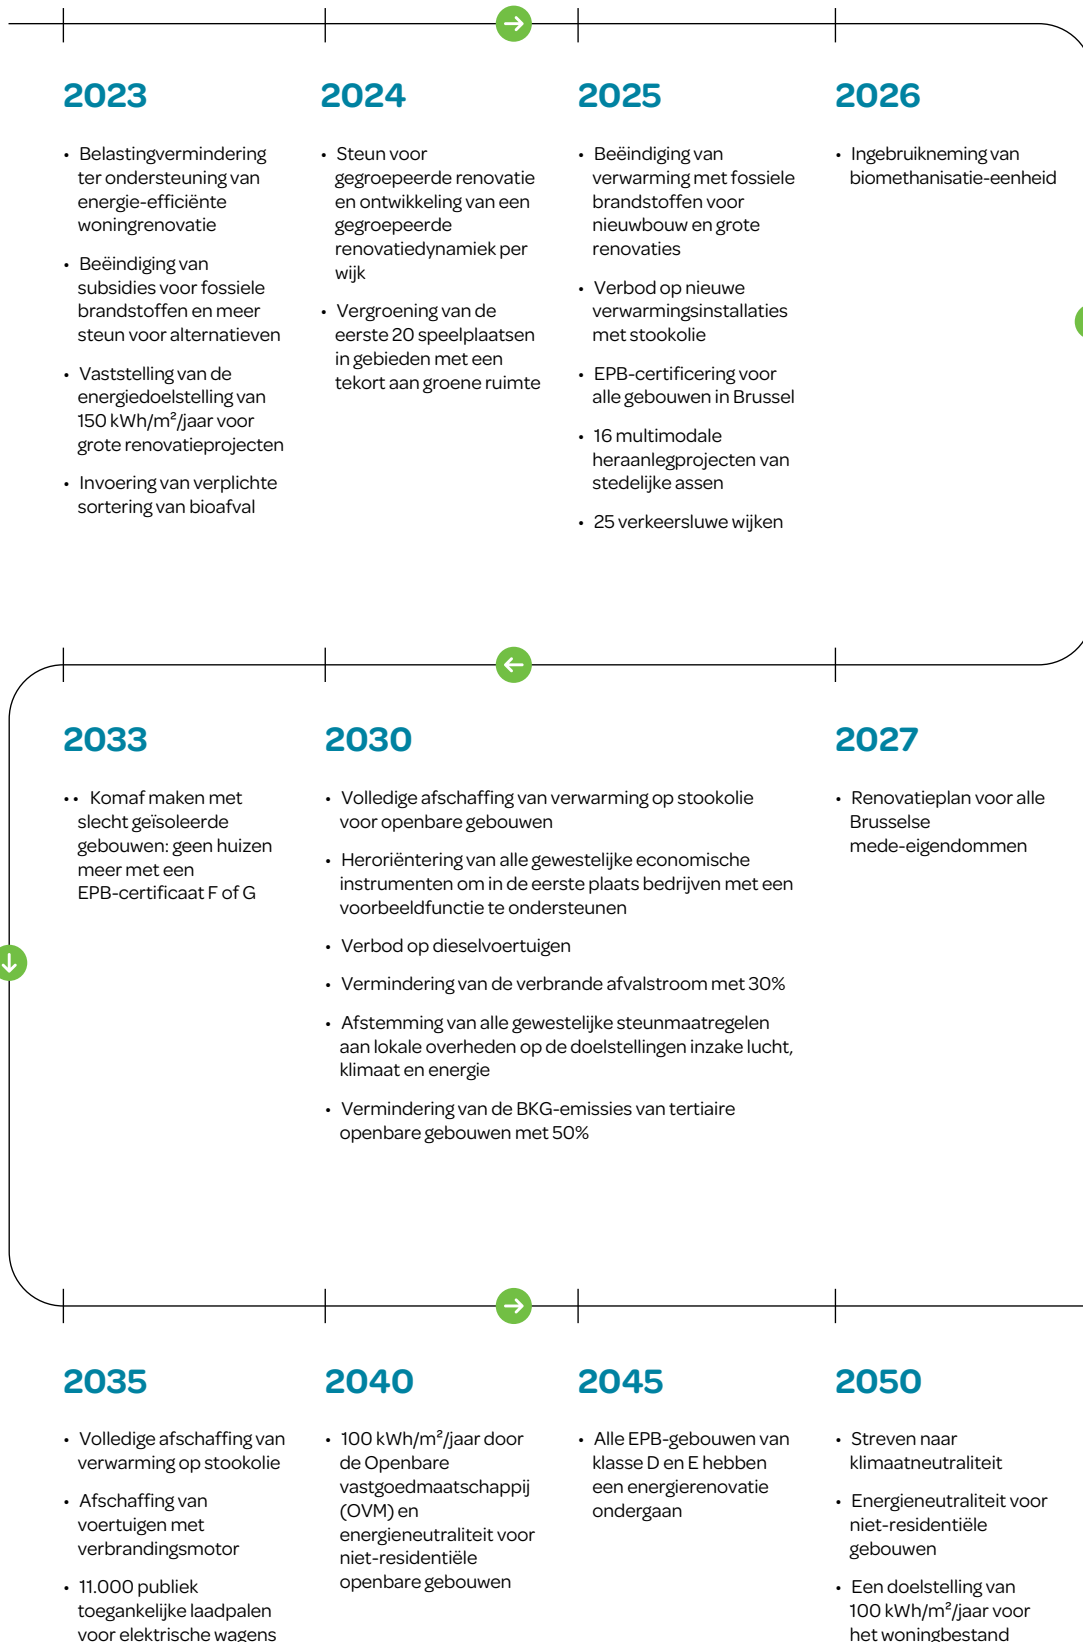 2023
• Belastingvermindering
ter ondersteuning van
energie-efficiënte
woningrenovatie
• Beëindiging van
subsidies voor fossiele
brandstoffen en meer
steun voor alternatieven
• Vaststelling van de
energiedoelstelling van
150 kWh/m²/jaar voor
grote renovatieprojecten
• Invoering van verplichte
sortering van bioafval
2024
• Steun voor
gegroepeerde renovatie
en ontwikkeling van een
gegroepeerde
renovatiedynamiek per
wijk
• Vergroening van de
eerste 20 speelplaatsen
in gebieden met een
tekort aan groene ruimte
2025
• Beëindiging van
verwarming met fossiele
brandstoffen voor
nieuwbouw en grote
renovaties
• Verbod op nieuwe
verwarmingsinstallaties
met stookolie
• EPB-certificering voor
alle gebouwen in Brussel
• 16 multimodale
heraanlegprojecten van
stedelijke assen
• 25 verkeersluwe wijken
2026
• Ingebruikneming van
biomethanisatie-eenheid
2033
•• Komaf maken met
slecht geïsoleerde
gebouwen: geen huizen
meer met een
EPB-certificaat F of G
2030
• Volledige afschaffing van verwarming op stookolie
voor openbare gebouwen
• Heroriëntering van alle gewestelijke economische
instrumenten om in de eerste plaats bedrijven met een
voorbeeldfunctie te ondersteunen
• Verbod op dieselvoertuigen
• Vermindering van de verbrande afvalstroom met 30%
• Afstemming van alle gewestelijke steunmaatregelen
aan lokale overheden op de doelstellingen inzake lucht,
klimaat en energie
• Vermindering van de BKG-emissies van tertiaire
openbare gebouwen met 50%
2027
• Renovatieplan voor alle
Brusselse
mede-eigendommen
2035
• Volledige afschaffing van
verwarming op stookolie
• Afschaffing van
voertuigen met
verbrandingsmotor
• 11.000 publiek
toegankelijke laadpalen
voor elektrische wagens
2040
• 100 kWh/m²/jaar door
de Openbare
vastgoedmaatschappij
(OVM) en
energieneutraliteit voor
niet-residentiële
openbare gebouwen
2045
• Alle EPB-gebouwen van
klasse D en E hebben
een energierenovatie
ondergaan
2050
• Streven naar
klimaatneutraliteit
• Energieneutraliteit voor
niet-residentiële
gebouwen
• Een doelstelling van
100 kWh/m²/jaar voor
het woningbestand